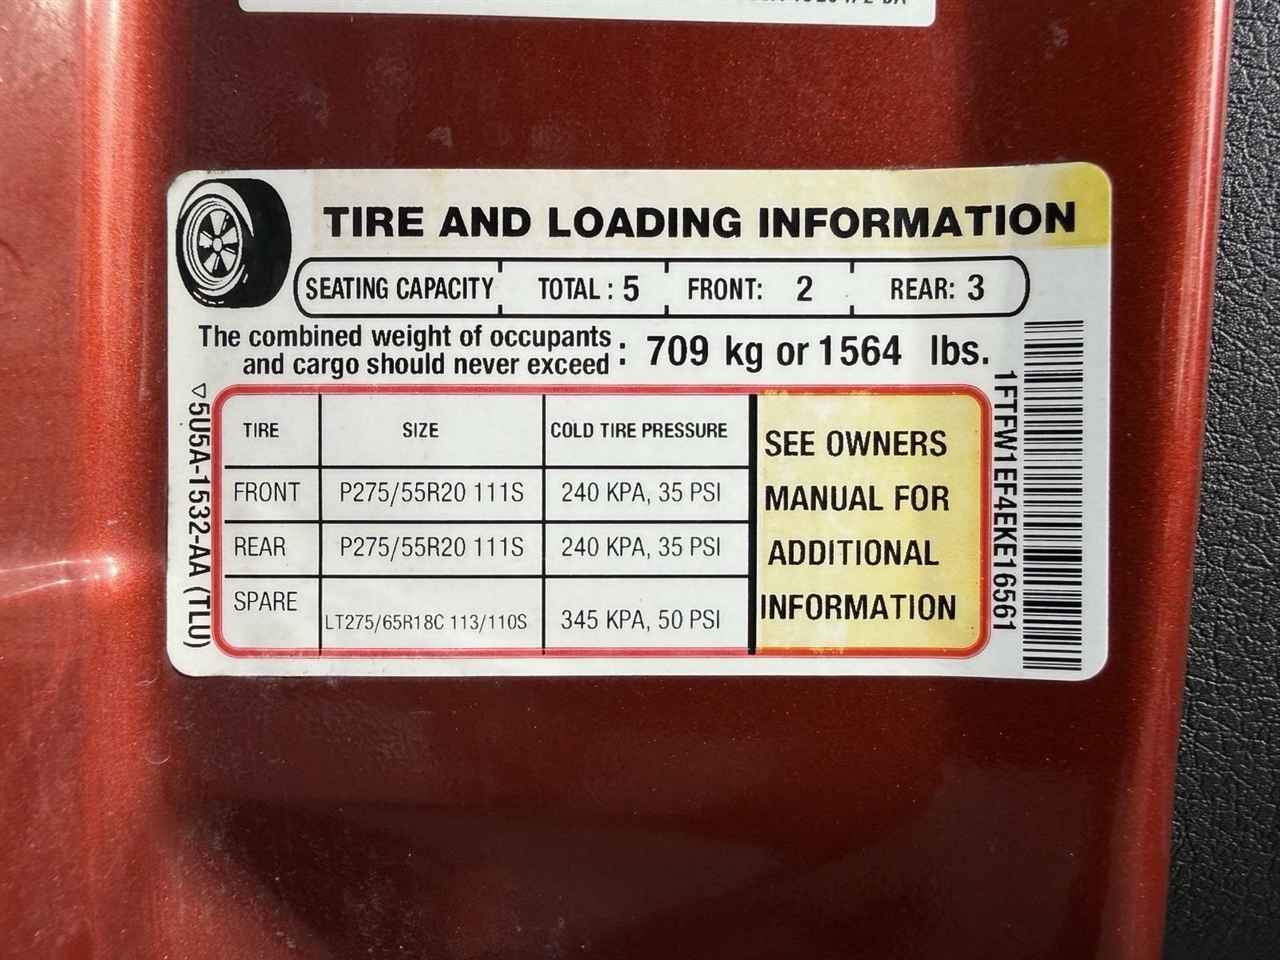 TIRE AND LOADING INFORMATION
SEATING CAPACITY TOTAL : 5 FRONT: 2 REAR: 3
The combined weight of occupants
and cargo should never exceed : 709 kg or 1564 lbs.
TIRE SIZE COLD TIRE PRESSURE
FRONT P275/55R20 111S 240 KPA, 35 PSI
REAR P275/55R20 111S 240 KPA, 35 PSI
SPARE LT275/65R18C 113/110S 345 KPA, 50 PSI
SEE OWNERS
MANUAL FOR
ADDITIONAL
INFORMATION
5U5A-1532-AA (TLU)
1FTFW1EF4EKE16561